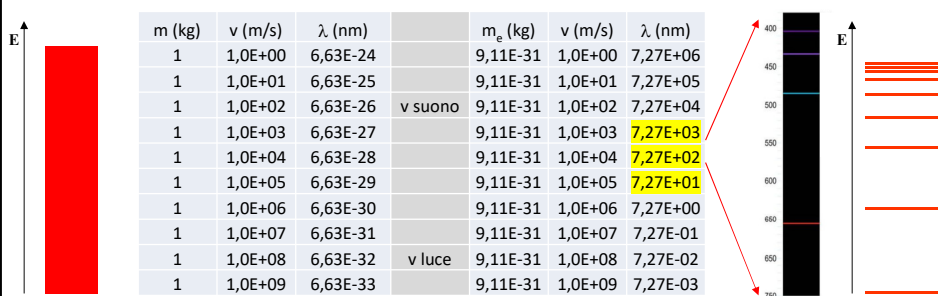 E
m (kg) v (m/s) λ (nm) me (kg) v (m/s) λ (nm)
1 1,0E+00 6,63E-24 9,11E-31 1,0E+00 7,27E+06
1 1,0E+01 6,63E-25 9,11E-31 1,0E+01 7,27E+05
1 1,0E+02 6,63E-26 v suono 9,11E-31 1,0E+02 7,27E+04
1 1,0E+03 6,63E-27 9,11E-31 1,0E+03 7,27E+03
1 1,0E+04 6,63E-28 9,11E-31 1,0E+04 7,27E+02
1 1,0E+05 6,63E-29 9,11E-31 1,0E+05 7,27E+01
1 1,0E+06 6,63E-30 9,11E-31 1,0E+06 7,27E+00
1 1,0E+07 6,63E-31 9,11E-31 1,0E+07 7,27E-01
1 1,0E+08 6,63E-32 v luce 9,11E-31 1,0E+08 7,27E-02
1 1,0E+09 6,63E-33 9,11E-31 1,0E+09 7,27E-03
400
450
500
550
600
650
650
750
E